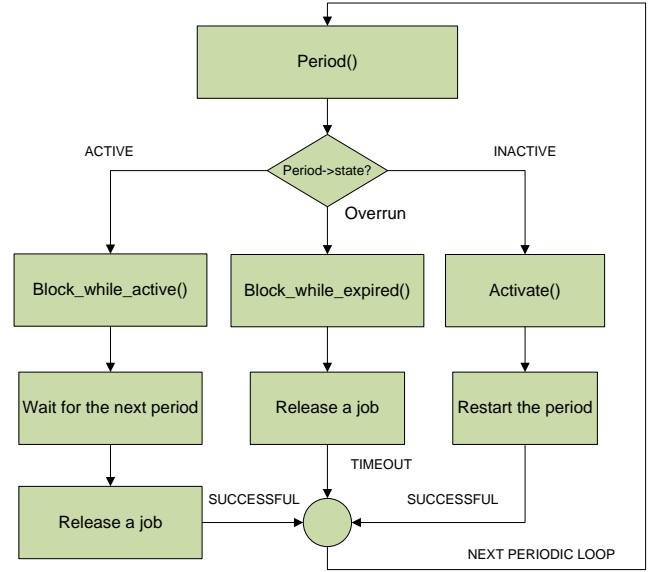 Period()
ACTIVE
INACTIVE
Period->state?
Overrun
Block_while_active()
Block_while_expired()
Activate()
Wait for the next period
Release a job
Restart the period
TIMEOUT
SUCCESSFUL
SUCCESSFUL
Release a job
NEXT PERIODIC LOOP